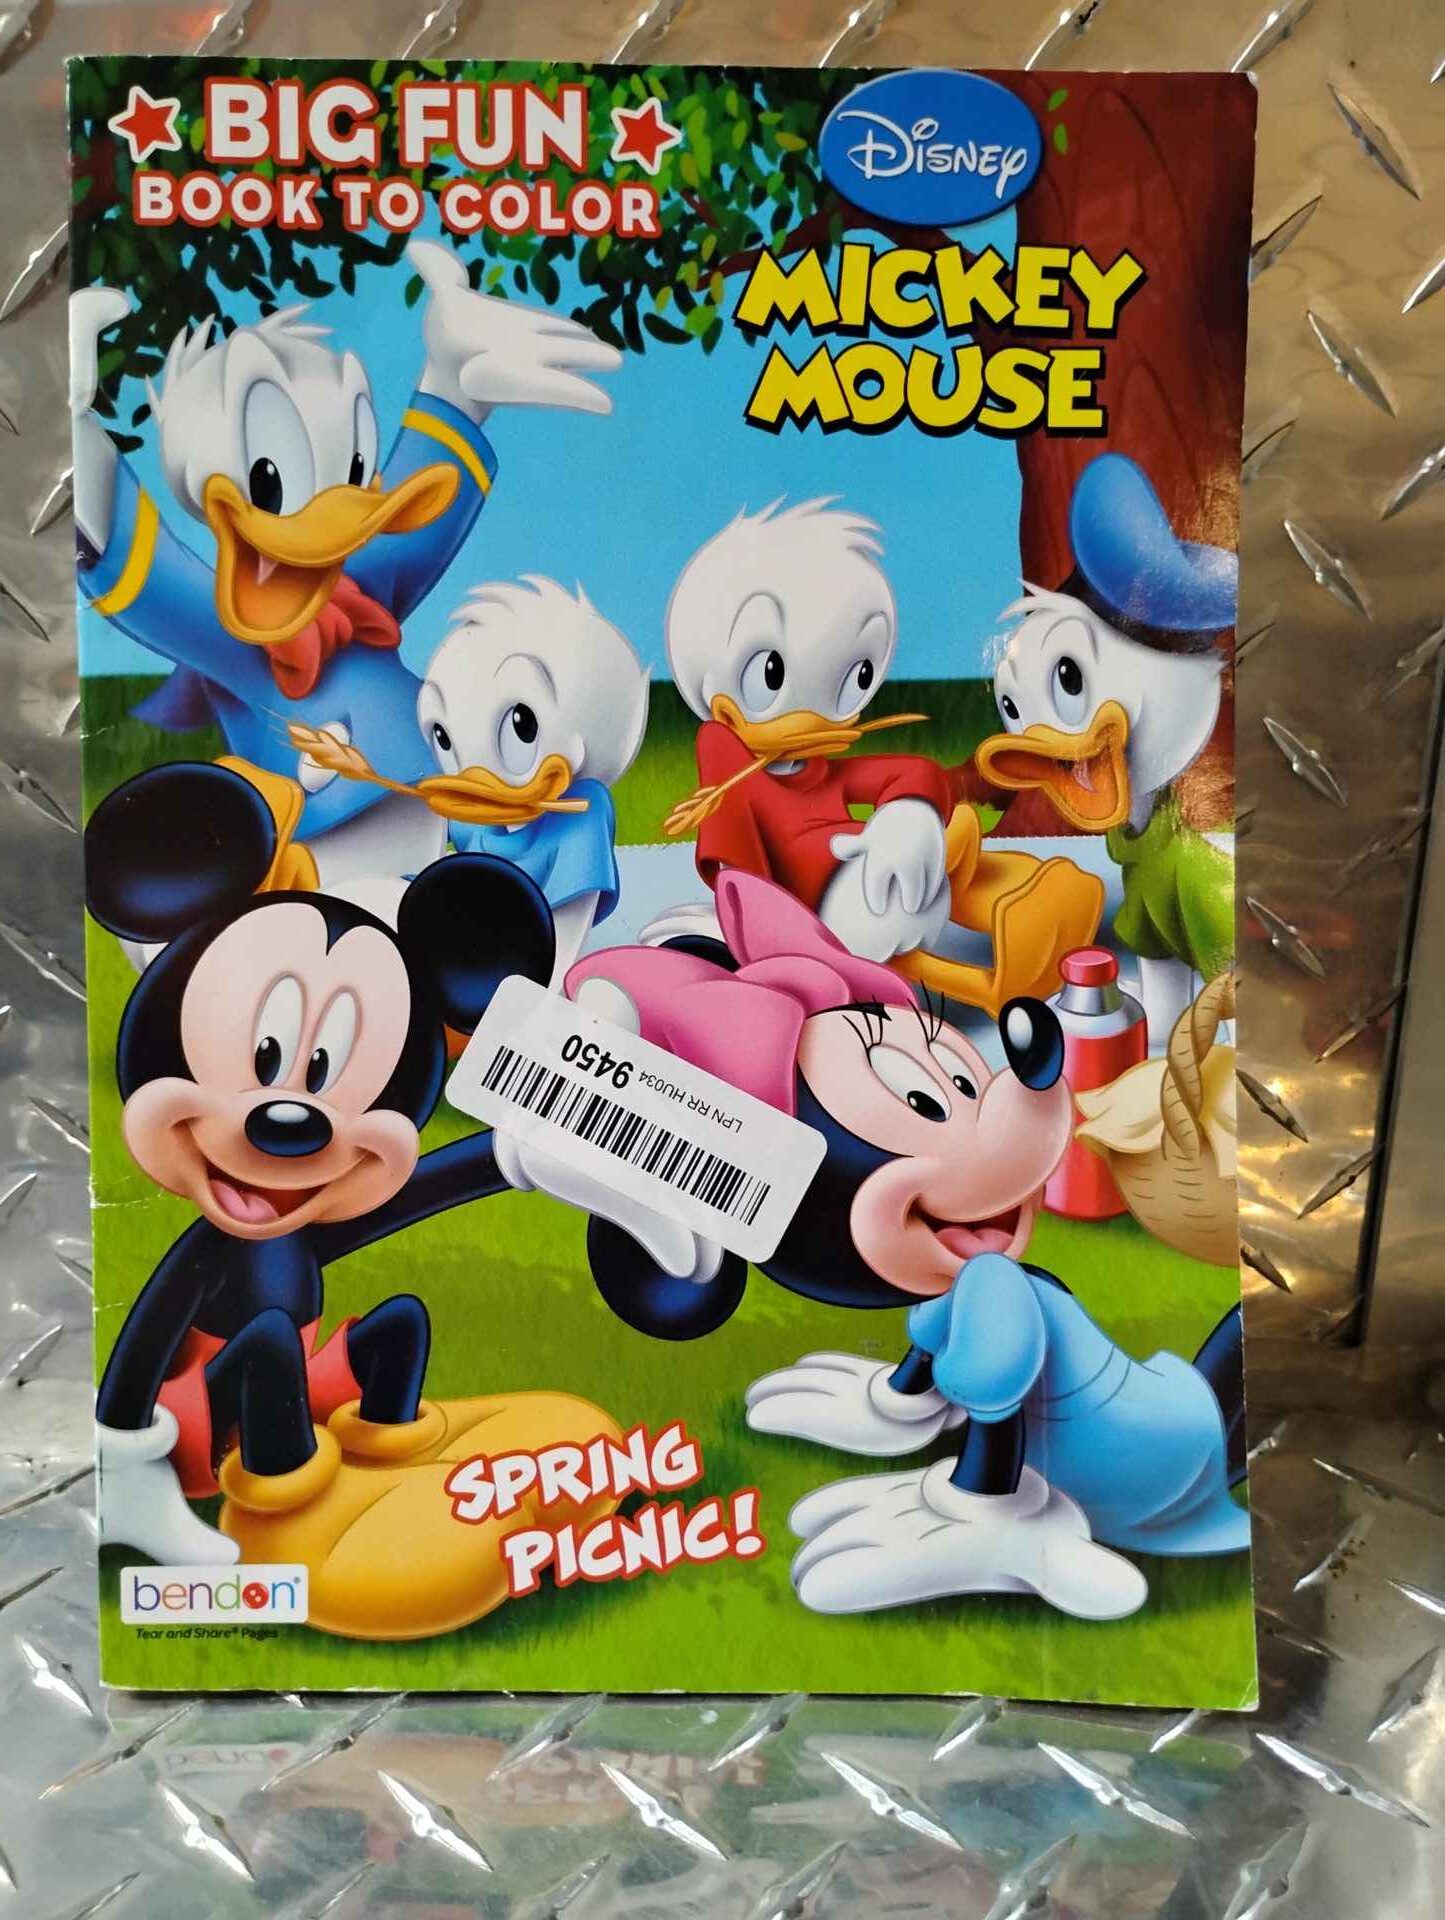 BIG FUN
BOOK TO COLOR
Disney
MICKEY
MOUSE
LPN RR HU034 9450
SPRING
PICNIC!
bendon®
Tear and Share® Pages